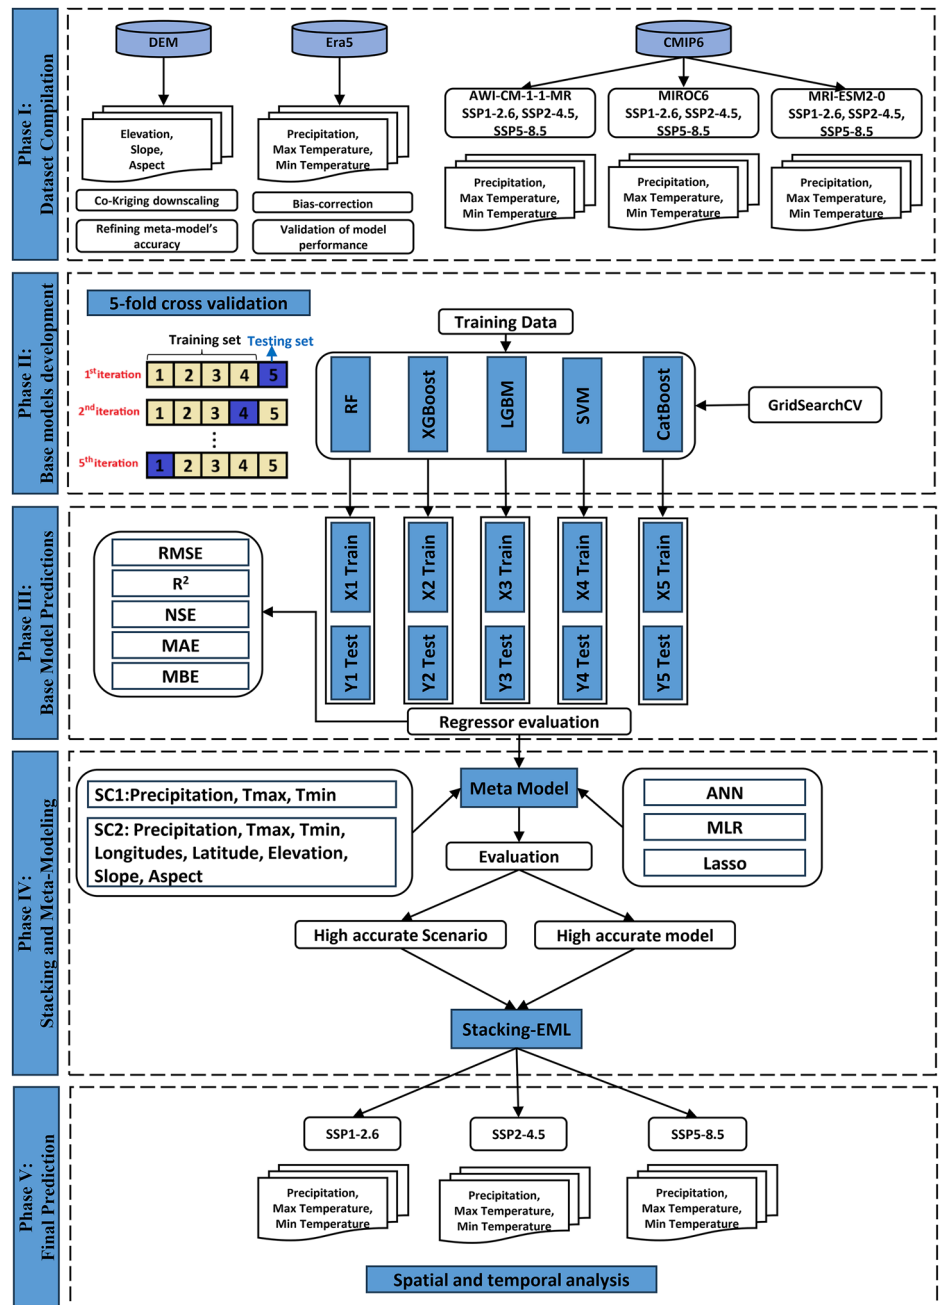 Phase I:
Dataset Compilation
DEM
Era5
CMIP6
Elevation,
Slope,
Aspect
Co-Kriging downscaling
Refining meta-model's
accuracy
Precipitation,
Max Temperature,
Min Temperature
Bias-correction
Validation of model
performance
AWI-CM-1-1-MR
SSP1-2.6, SSP2-4.5,
SSP5-8.5
MIROC6
SSP1-2.6, SSP2-4.5,
SSP5-8.5
MRI-ESM2-0
SSP1-2.6, SSP2-4.5,
SSP5-8.5
Precipitation,
Max Temperature,
Min Temperature
Precipitation,
Max Temperature,
Min Temperature
Precipitation,
Max Temperature,
Min Temperature
Phase II:
Base models development
5-fold cross validation
Training set
Testing set
1st iteration
1 2 3 4 5
2nd iteration
1 2 3 4 5
⋮
5th iteration
1 2 3 4 5
Training Data
RF
XGBoost
LGBM
SVM
CatBoost
GridSearchCV
Phase III:
Base Model Predictions
RMSE
R²
NSE
MAE
MBE
X1 Train
X2 Train
X3 Train
X4 Train
X5 Train
Y1 Test
Y2 Test
Y3 Test
Y4 Test
Y5 Test
Regressor evaluation
Phase IV:
Stacking and Meta-Modeling
SC1:Precipitation, Tmax, Tmin
SC2: Precipitation, Tmax, Tmin,
Longitudes, Latitude, Elevation,
Slope, Aspect
Meta Model
ANN
MLR
Lasso
Evaluation
High accurate Scenario
High accurate model
Stacking-EML
Phase V:
Final Prediction
SSP1-2.6
SSP2-4.5
SSP5-8.5
Precipitation,
Max Temperature,
Min Temperature
Precipitation,
Max Temperature,
Min Temperature
Precipitation,
Max Temperature,
Min Temperature
Spatial and temporal analysis